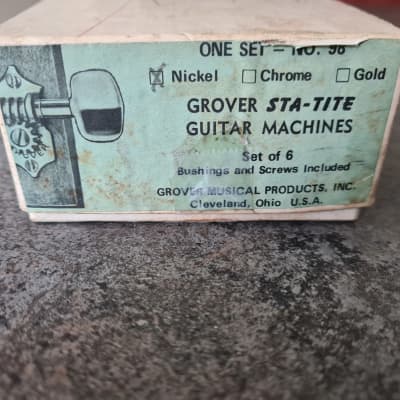 ONE SET – NO. 98
Nickel Chrome Gold
GROVER STA-TITE
GUITAR MACHINES
Set of 6
Bushings and Screws Included
GROVER MUSICAL PRODUCTS, INC.
Cleveland, Ohio U.S.A.